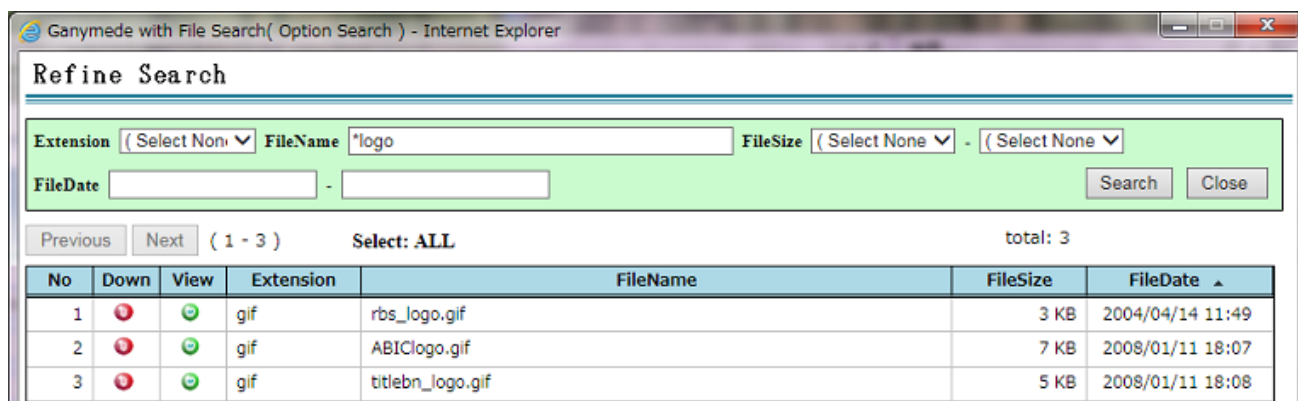 Ganymede with File Search( Option Search ) - Internet Explorer
Refine Search
Extension ( Select Non FileName *logo FileSize ( Select None - ( Select None
FileDate - Search Close
Previous Next ( 1 - 3 ) Select: ALL total: 3
No Down View Extension FileName FileSize FileDate ▲
1 gif rbs_logo.gif 3 KB 2004/04/14 11:49
2 gif ABIClogo.gif 7 KB 2008/01/11 18:07
3 gif titlebn_logo.gif 5 KB 2008/01/11 18:08